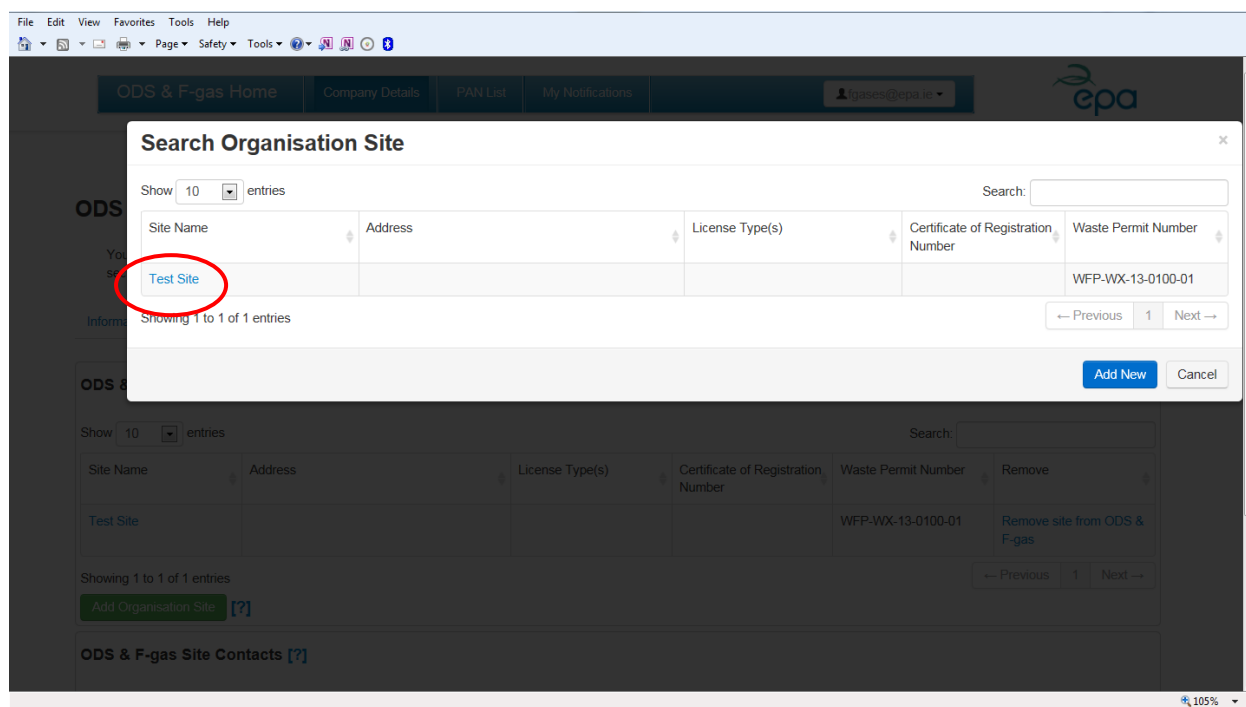 File Edit View Favorites Tools Help
Page Safety Tools
ODS & F-gas Home Company Details PAN List My Notifications fgases@epa.ie epa
Search Organisation Site ×
Show 10 entries Search:
ODS
Site Name Address License Type(s) Certificate of Registration Number Waste Permit Number
You
se
Test Site WFP-WX-13-0100-01
Informa
Showing 1 to 1 of 1 entries ← Previous 1 Next →
Add New Cancel
ODS &
Show 10 entries Search:
Site Name Address License Type(s) Certificate of Registration Number Waste Permit Number Remove
Test Site WFP-WX-13-0100-01 Remove site from ODS & F-gas
Showing 1 to 1 of 1 entries ← Previous 1 Next →
Add Organisation Site [?]
ODS & F-gas Site Contacts [?]
105%